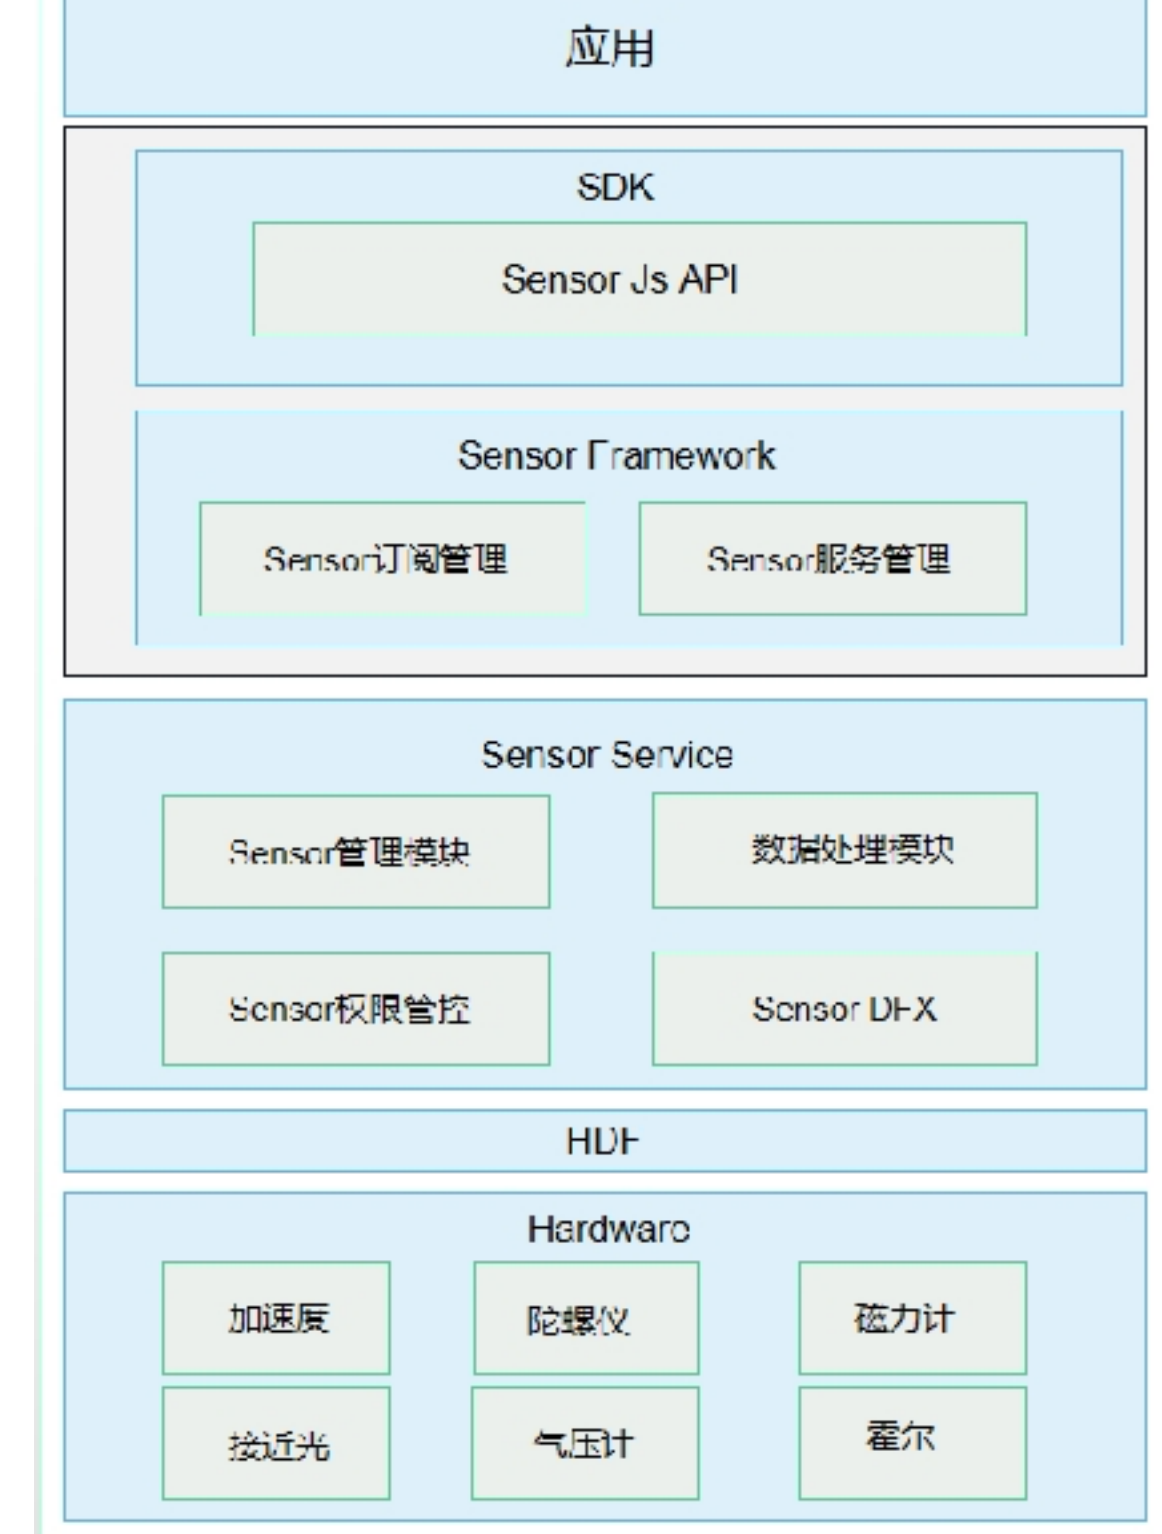 应用
SDK
Sensor Js API
Sensor Framework
Sensor订阅管理
Sensor服务管理
Sensor Service
Sensor管理模块
数据处理模块
Sensor权限管控
Sensor DFX
HDF
Hardware
加速度
陀螺仪
磁力计
接近光
气压计
霍尔